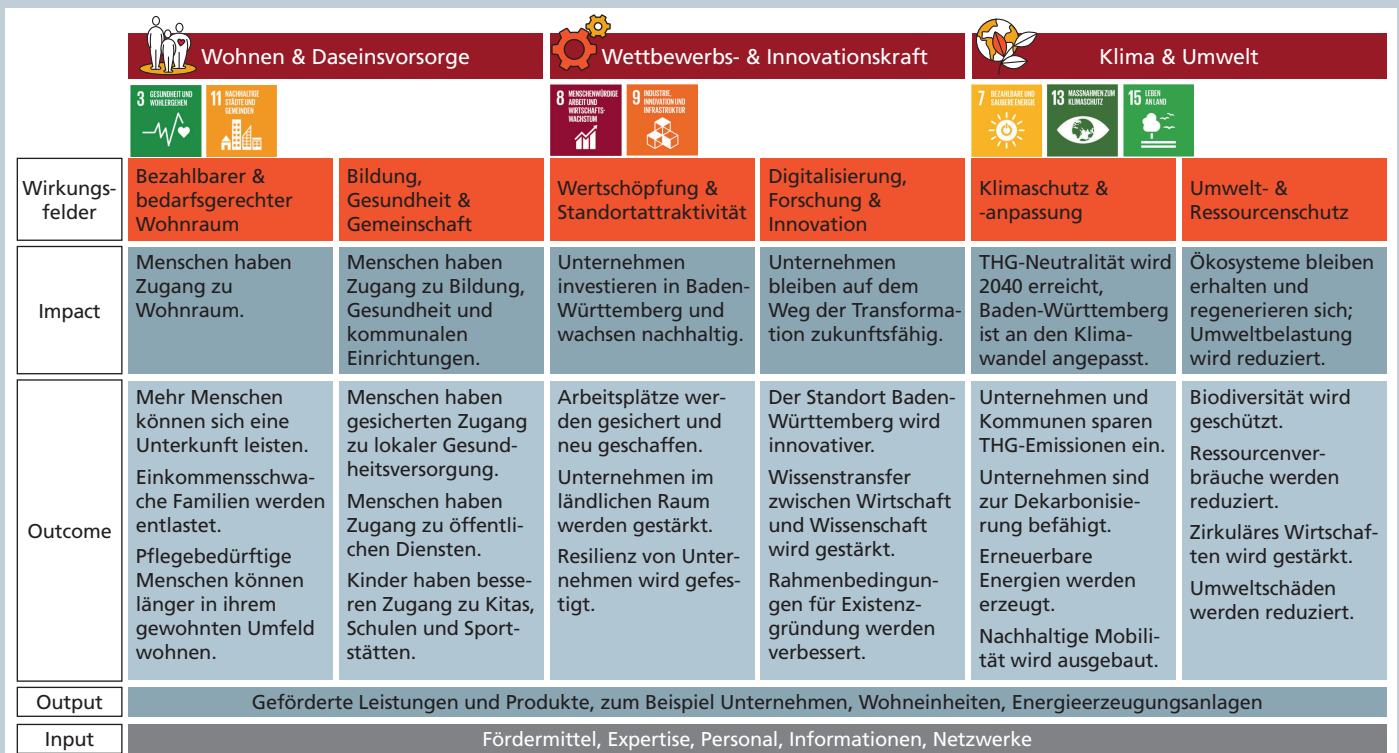 Wohnen & Daseinsvorsorge
Wettbewerbs- & Innovationskraft
Klima & Umwelt
3 GESUNDHEIT UND
WOHLERGEHEN
11 NACHHALTIGE
STÄDTE UND
GEMEINDEN
8 MENSCHENWÜRDIGE
ARBEIT UND
WIRTSCHAFTS-
WACHSTUM
9 INDUSTRIE,
INNOVATION UND
INFRASTRUKTUR
7 BEZAHLBARE UND
SAUBERE ENERGIE
13 MASSNAHMEN ZUM
KLIMASCHUTZ
15 LEBEN
AN LAND
Wirkungs-
felder
Bezahlbarer &
bedarfsgerechter
Wohnraum
Bildung,
Gesundheit &
Gemeinschaft
Wertschöpfung &
Standortattraktivität
Digitalisierung,
Forschung &
Innovation
Klimaschutz &
-anpassung
Umwelt- &
Ressourcenschutz
Impact
Menschen haben
Zugang zu
Wohnraum.
Menschen haben
Zugang zu Bildung,
Gesundheit und
kommunalen
Einrichtungen.
Unternehmen
investieren in Baden-
Württemberg und
wachsen nachhaltig.
Unternehmen
bleiben auf dem
Weg der Transforma-
tion zukunftsfähig.
THG-Neutralität wird
2040 erreicht,
Baden-Württemberg
ist an den Klima-
wandel angepasst.
Ökosysteme bleiben
erhalten und
regenerieren sich;
Umweltbelastung
wird reduziert.
Outcome
Mehr Menschen
können sich eine
Unterkunft leisten.
Einkommensschwa-
che Familien werden
entlastet.
Pflegebedürftige
Menschen können
länger in ihrem
gewohnten Umfeld
wohnen.
Menschen haben
gesicherten Zugang
zu lokaler Gesund-
heitsversorgung.
Menschen haben
Zugang zu öffentli-
chen Diensten.
Kinder haben besse-
ren Zugang zu Kitas,
Schulen und Sport-
stätten.
Arbeitsplätze wer-
den gesichert und
neu geschaffen.
Unternehmen im
ländlichen Raum
werden gestärkt.
Resilienz von Unter-
nehmen wird gefes-
tigt.
Der Standort Baden-
Württemberg wird
innovativer.
Wissenstransfer
zwischen Wirtschaft
und Wissenschaft
wird gestärkt.
Rahmenbedingun-
gen für Existenz-
gründung werden
verbessert.
Unternehmen und
Kommunen sparen
THG-Emissionen ein.
Unternehmen sind
zur Dekarbonisie-
rung befähigt.
Erneuerbare
Energien werden
erzeugt.
Nachhaltige Mobili-
tät wird ausgebaut.
Biodiversität wird
geschützt.
Ressourcenver-
bräuche werden
reduziert.
Zirkuläres Wirtschaf-
ten wird gestärkt.
Umweltschäden
werden reduziert.
Output
Geförderte Leistungen und Produkte, zum Beispiel Unternehmen, Wohneinheiten, Energieerzeugungsanlagen
Input
Fördermittel, Expertise, Personal, Informationen, Netzwerke